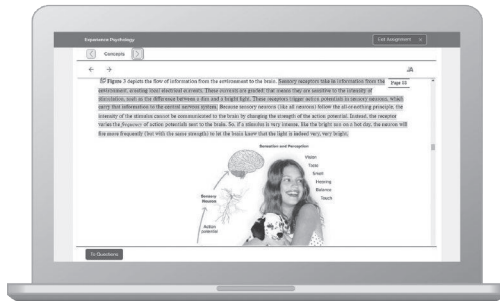 Experience Psychology
Exit Assignment
Concepts
Figure 3 depicts the flow of information from the environment to the brain. Sensory receptors take in information from the
Page 93
environment, creating local electrical currents. These currents are graded; that means they are sensitive to the intensity of
stimulation, such as the difference between a dim and a bright light. These receptors trigger action potentials in sensory neurons, which
carry that information to the central nervous system. Because sensory neurons (like all neurons) follow the all-or-nothing principle, the
intensity of the stimulus cannot be communicated to the brain by changing the strength of the action potential. Instead, the receptor
varies the frequency of action potentials sent to the brain. So, if a stimulus is very intense, like the bright sun on a hot day, the neuron will
fire more frequently (but with the same strength) to let the brain know that the light is indeed very, very bright.
Sensation and Perception
Vision
Taste
Smell
Hearing
Balance
Touch
Sensory
Neurons
Action
potential
To Questions